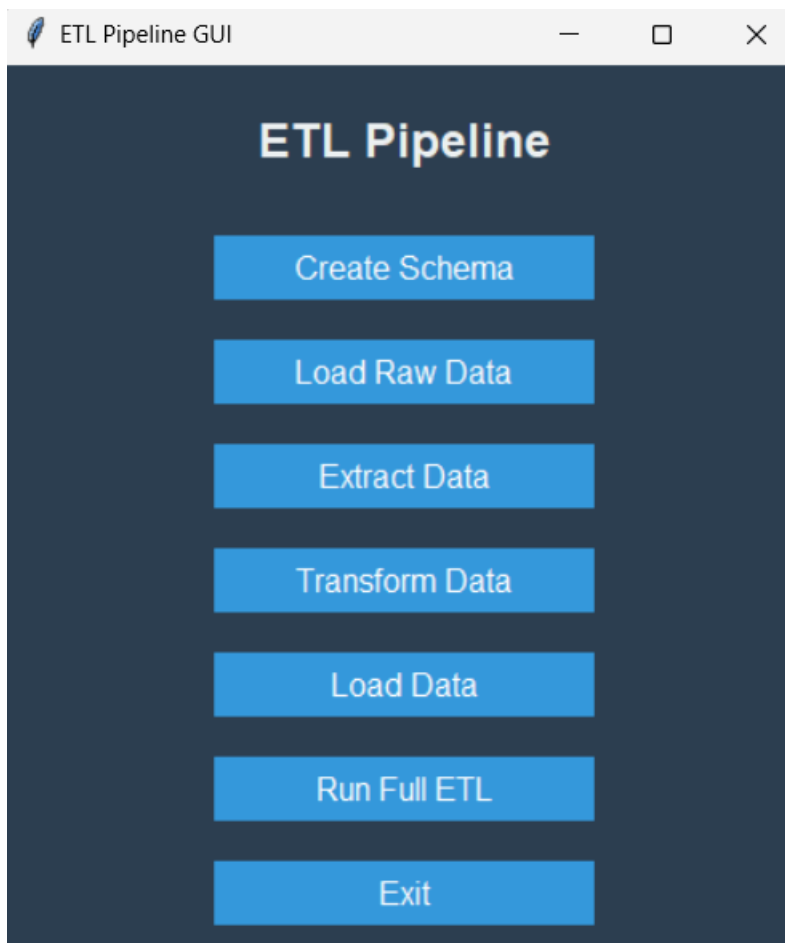 ETL Pipeline GUI
ETL Pipeline
Create Schema
Load Raw Data
Extract Data
Transform Data
Load Data
Run Full ETL
Exit